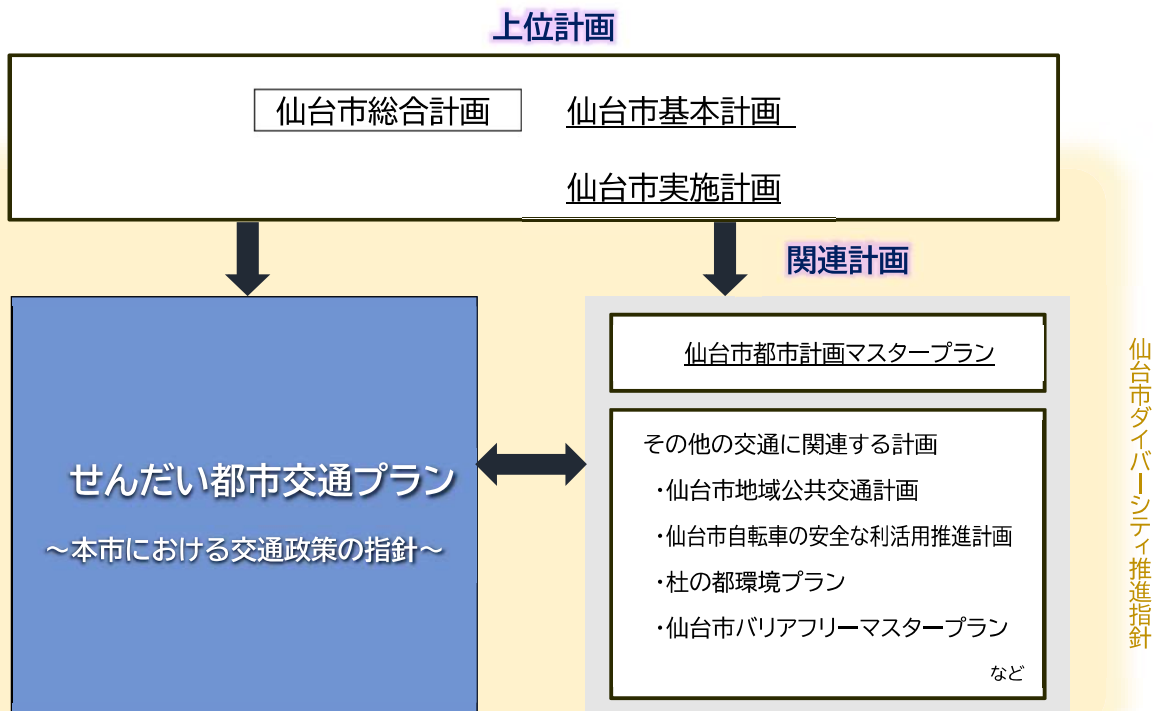 上位計画
仙台市総合計画
仙台市基本計画
仙台市実施計画
関連計画
せんだい都市交通プラン
～本市における交通政策の指針～
仙台市都市計画マスタープラン
その他の交通に関連する計画
・仙台市地域公共交通計画
・仙台市自転車の安全な利活用推進計画
・杜の都環境プラン
・仙台市バリアフリーマスタープラン
など
仙台市ダイバーシティ推進指針